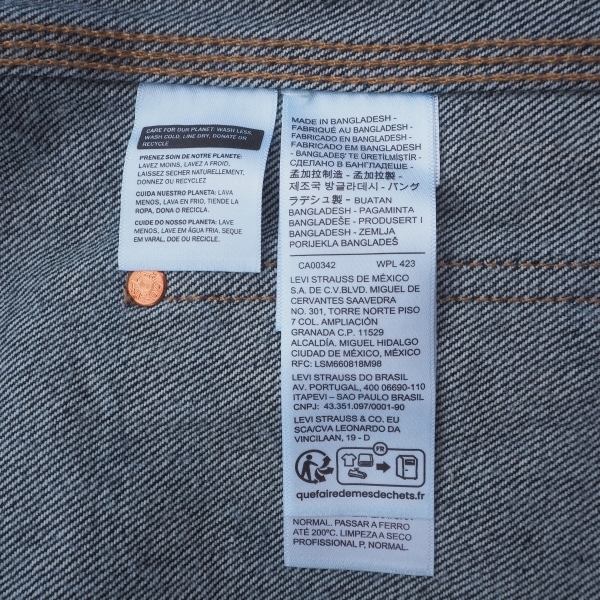 CARE FOR OUR PLANET: WASH LESS,
WASH COLD, LINE DRY, DONATE OR
RECYCLE
PRENEZ SOIN DE NOTRE PLANETE:
LAVEZ MOINS, LAVEZ A FROID,
LAISSEZ SECHER NATURELLEMENT,
DONNEZ OU RECYCLEZ
CUIDA NUESTRO PLANETA: LAVA
MENOS, LAVA EN FRIO, TIENDE LA
ROPA, DONA O RECICLA.
CUIDE DO NOSSO PLANETA: LAVE
MENOS, LAVE EM ÁGUA FRIA, SEQUE
EM VARAL, DOE OU RECICLE.
MADE IN BANGLADESH -
FABRIQUÉ AU BANGLADESH -
FABRICADO EM BANGLADESH -
FABRICADO EN BANGLADESH
- BANGLADEŞ' TE ÜRETİLMİŞTİR -
СДЕЛАНО В БАНГЛАДЕШЕ -
孟加拉制造 - 孟加拉製 -
제조국 방글라데시 - バング
ラデシュ製 - BUATAN
BANGLADESH - PAGAMINTA
BANGLADEŠE - PRODUSERT I
BANGLADESH - ZEMLJA
PORIJEKLA BANGLADEŠ
CA00342 WPL 423
LEVI STRAUSS DE MÉXICO
S.A. DE C.V.BLVD. MIGUEL DE
CERVANTES SAAVEDRA
NO. 301, TORRE NORTE PISO
7 COL. AMPLIACIÓN
GRANADA C.P. 11529
ALCALDÍA. MIGUEL HIDALGO
CIUDAD DE MÉXICO, MÉXICO
RFC: LSM660818M98
LEVI STRAUSS DO BRASIL
AV. PORTUGAL, 400 06690-110
ITAPEVI – SAO PAULO BRASIL
CNPJ: 43.351.097/0001-90
LEVI STRAUSS & CO. EU
SCA/CVA LEONARDO DA
VINCILAAN, 19 - D
quefairedemesdechets.fr
NORMAL. PASSAR A FERRO
ATÉ 200ºC. LIMPEZA A SECO
PROFISSIONAL P, NORMAL.